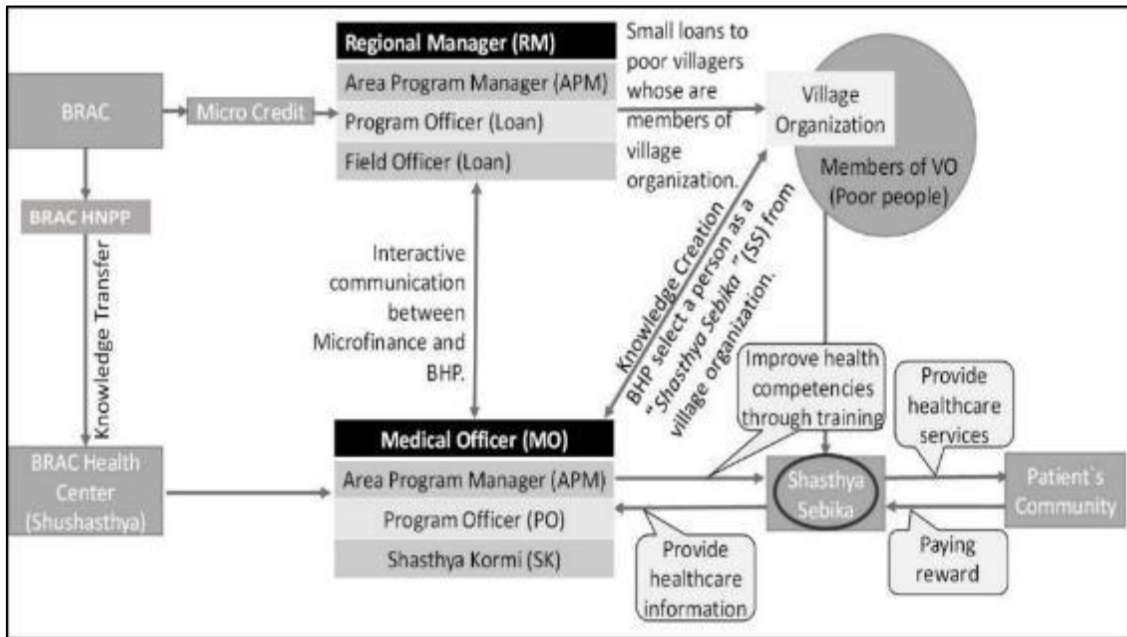 Regional Manager (RM)
Area Program Manager (APM)
Program Officer (Loan)
Field Officer (Loan)
BRAC
Micro Credit
Small loans to
poor villagers
whose are
members of
village
organization.
Village
Organization
Members of VO
(Poor people)
BRAC HNPP
Knowledge Transfer
Interactive
communication
between
Microfinance and
BHP.
Knowledge Creation
BHP select a person as a
“Shasthya Sebika” (SS) from
village organization.
Improve health
competencies
through training
Provide
healthcare
services
BRAC Health
Center
(Shushasthya)
Medical Officer (MO)
Area Program Manager (APM)
Program Officer (PO)
Shasthya Kormi (SK)
Shasthya
Sebika
Patient`s
Community
Provide
healthcare
information
Paying
reward